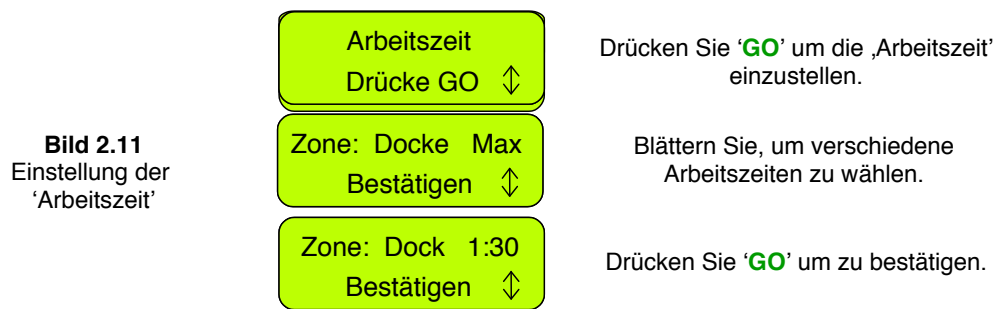 Bild 2.11
Einstellung der
‘Arbeitszeit’
Arbeitszeit
Drücke GO ↕
Drücken Sie ‘GO’ um die ‚Arbeitszeit’
einzustellen.
Zone: Docke Max
Bestätigen ↕
Blättern Sie, um verschiedene
Arbeitszeiten zu wählen.
Zone: Dock 1:30
Bestätigen ↕
Drücken Sie ‘GO’ um zu bestätigen.